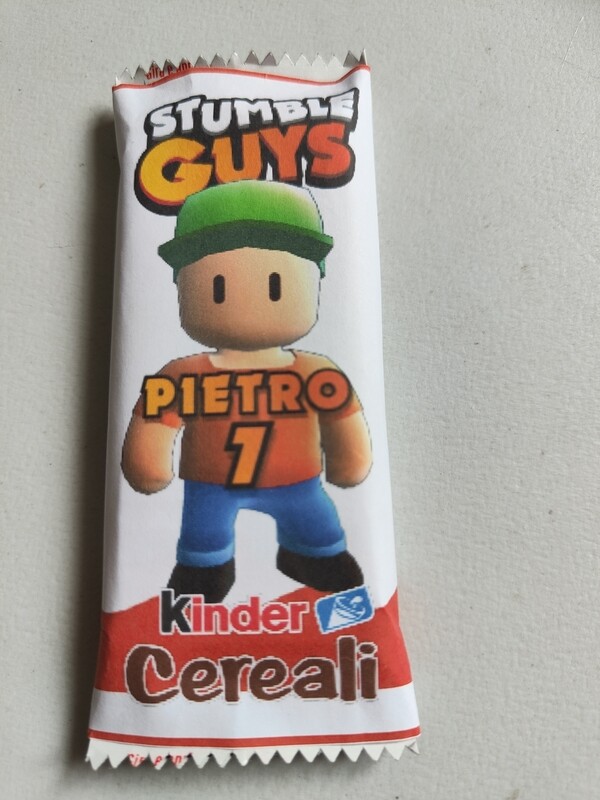 STUMBLE
GUYS
PIETRO
1
Kinder
Cereali